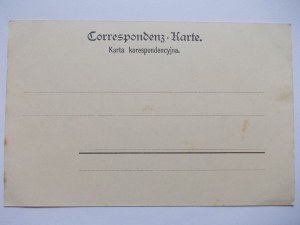 Correspondenz-Karte.
Karta korespondencyjna.